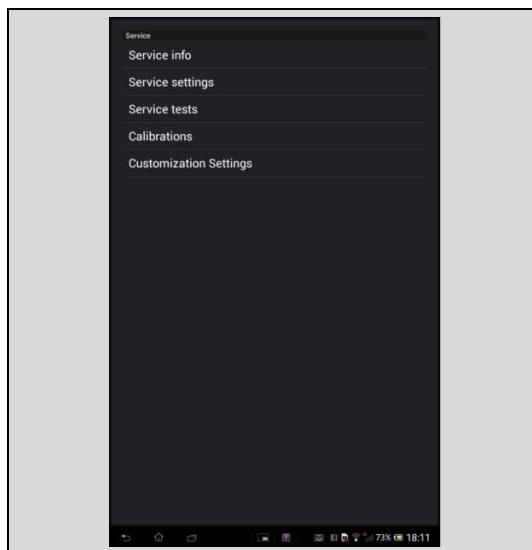 Service
Service info
Service settings
Service tests
Calibrations
Customization Settings
73% 18:11